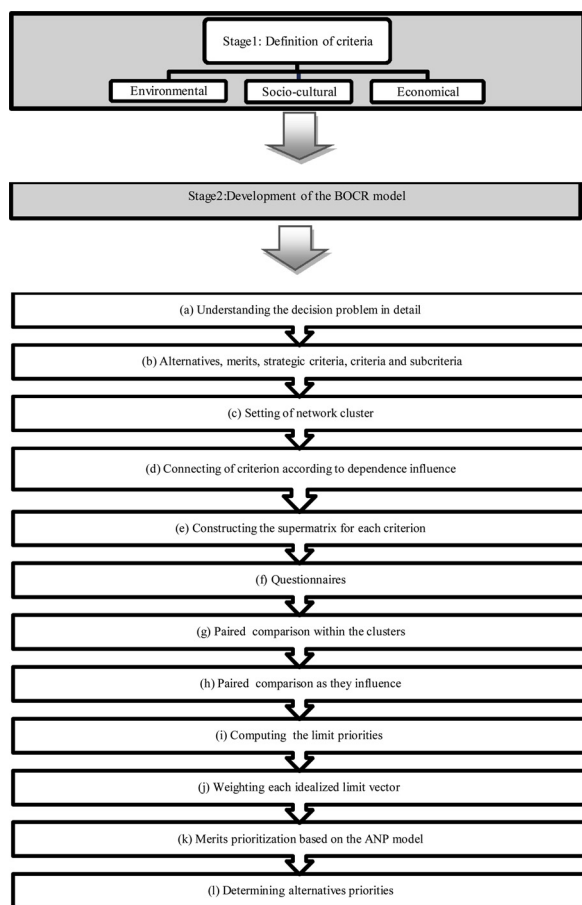 Stage1: Definition of criteria
Environmental
Socio-cultural
Economical
Stage2:Development of the BOCR model
(a) Understanding the decision problem in detail
(b) Alternatives, merits, strategic criteria, criteria and subcriteria
(c) Setting of network cluster
(d) Connecting of criterion according to dependence influence
(e) Constructing the supermatrix for each criterion
(f) Questionnaires
(g) Paired comparison within the clusters
(h) Paired comparison as they influence
(i) Computing the limit priorities
(j) Weighting each idealized limit vector
(k) Merits prioritization based on the ANP model
(l) Determining alternatives priorities